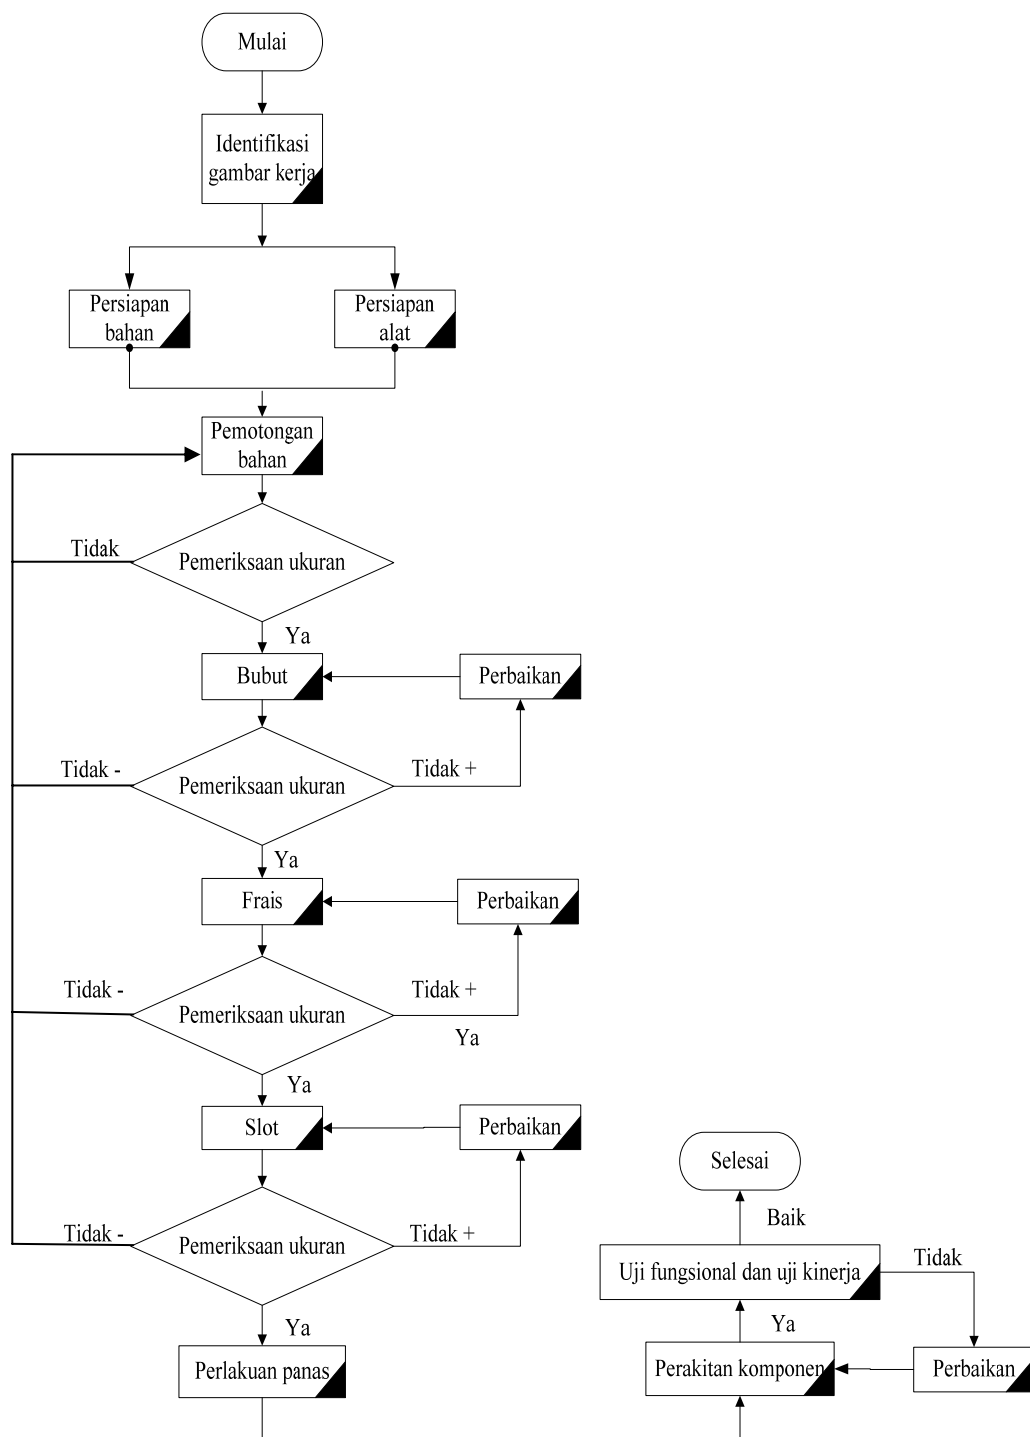 Mulai
Identifikasi
gambar kerja
Persiapan
bahan
Persiapan
alat
Pemotongan
bahan
Tidak
Pemeriksaan ukuran
Ya
Bubut
Perbaikan
Tidak -
Pemeriksaan ukuran
Tidak +
Ya
Frais
Perbaikan
Tidak -
Pemeriksaan ukuran
Tidak +
Ya
Ya
Slot
Perbaikan
Tidak -
Pemeriksaan ukuran
Tidak +
Ya
Perlakuan panas
Selesai
Baik
Uji fungsional dan uji kinerja
Tidak
Ya
Perakitan komponen
Perbaikan